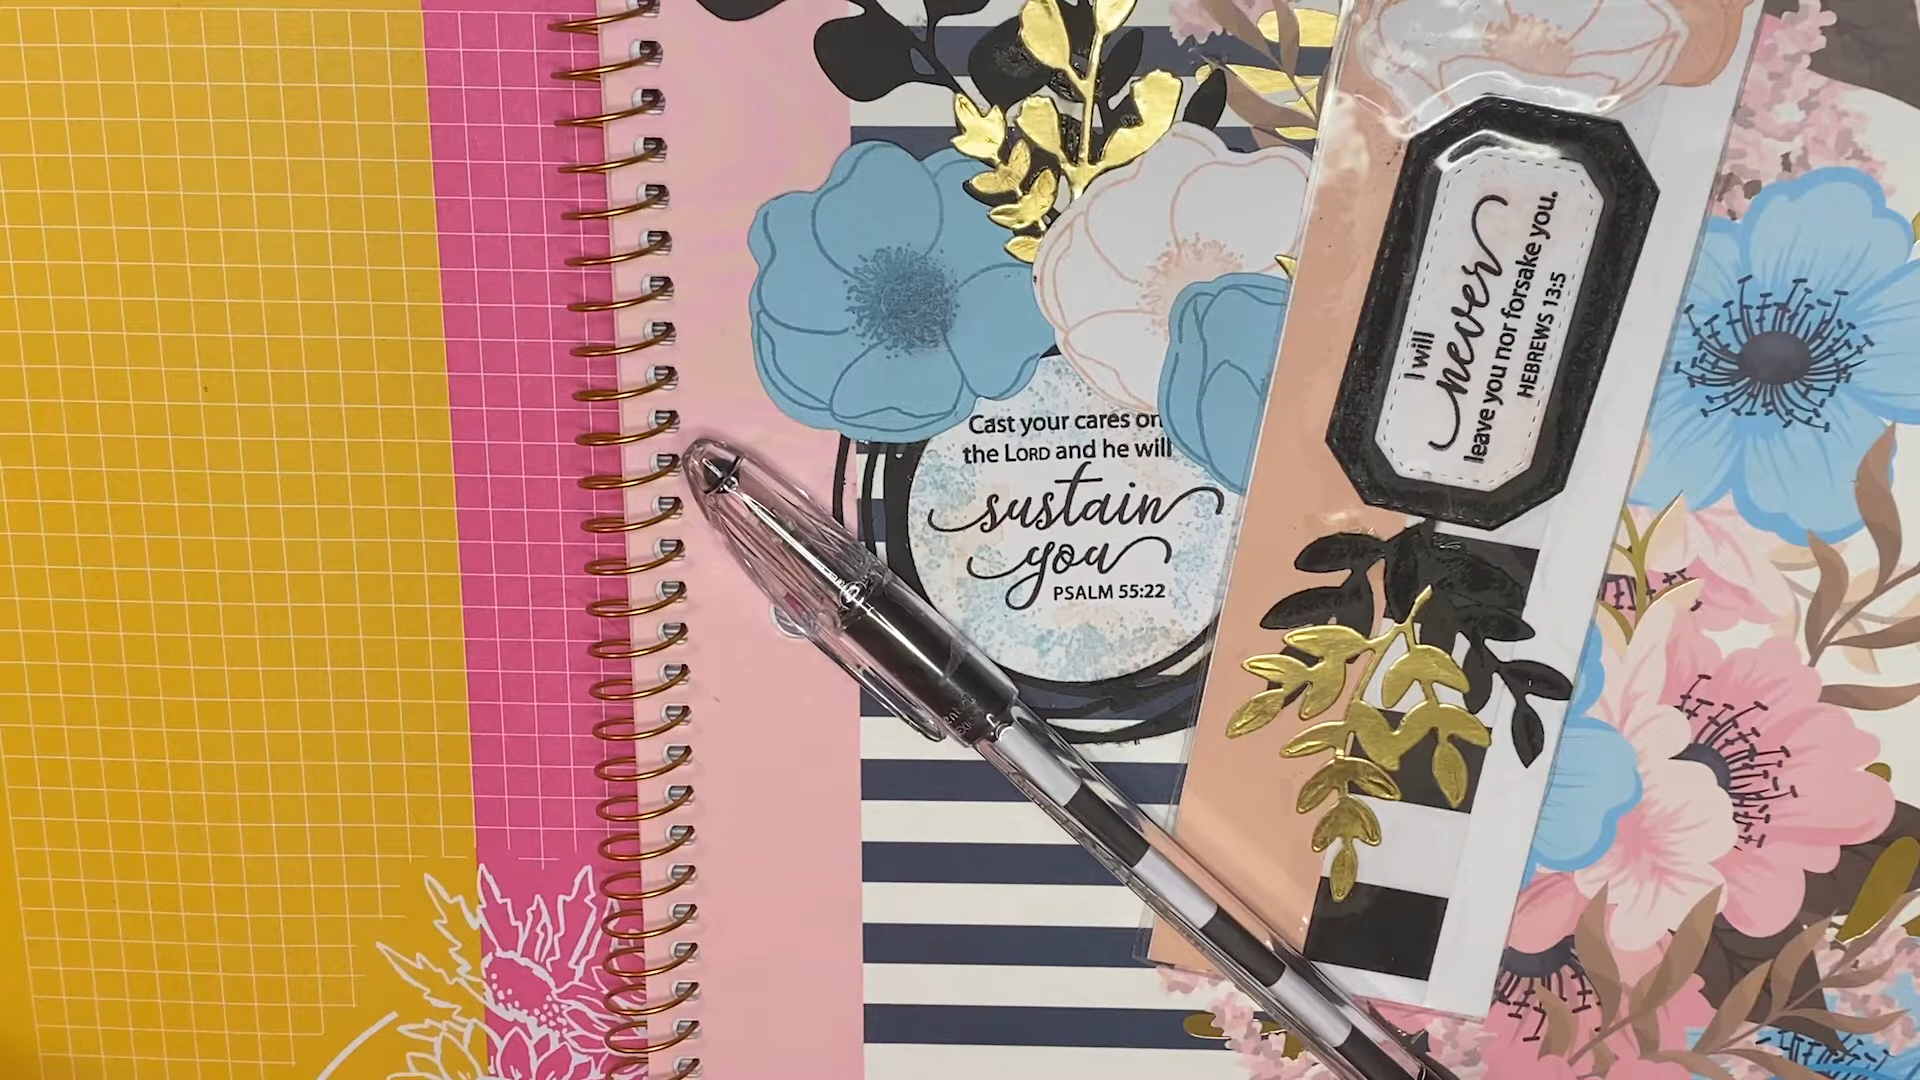 Cast your cares on
the LORD and he will
sustain
you
PSALM 55:22
I will
never
leave you nor forsake you.
HEBREWS 13:5